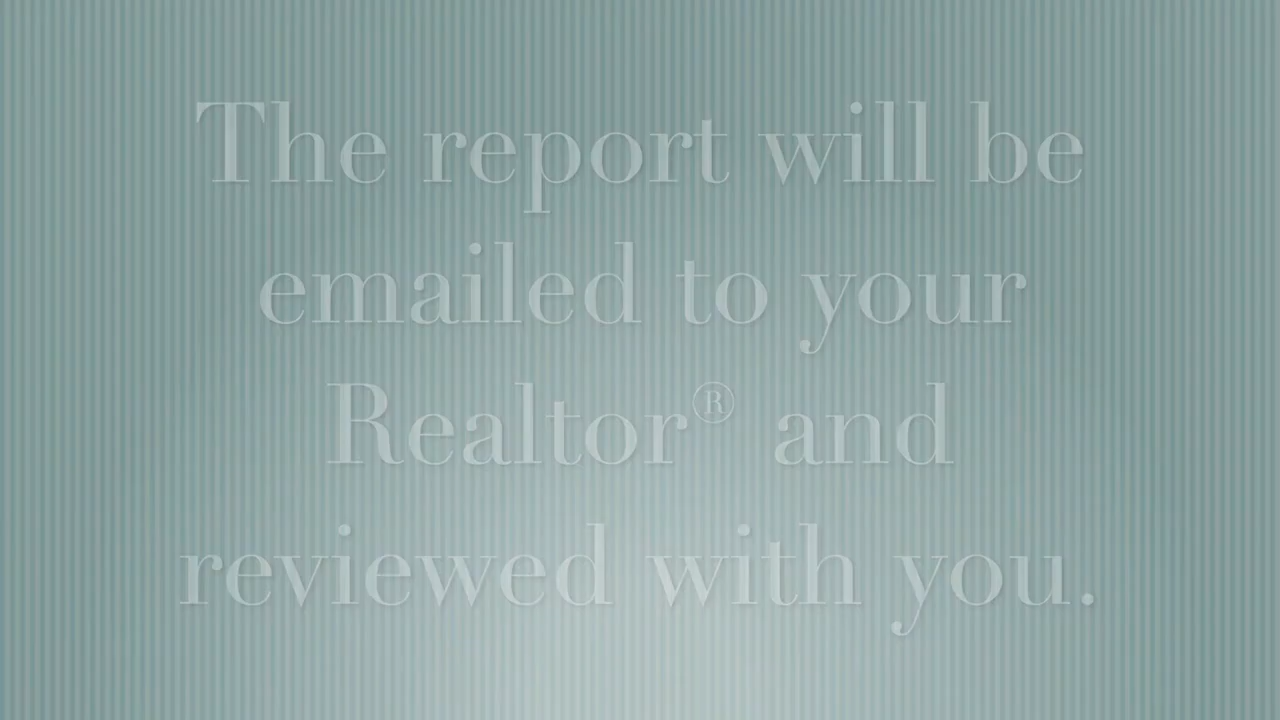 The report will be
emailed to your
Realtor® and
reviewed with you.